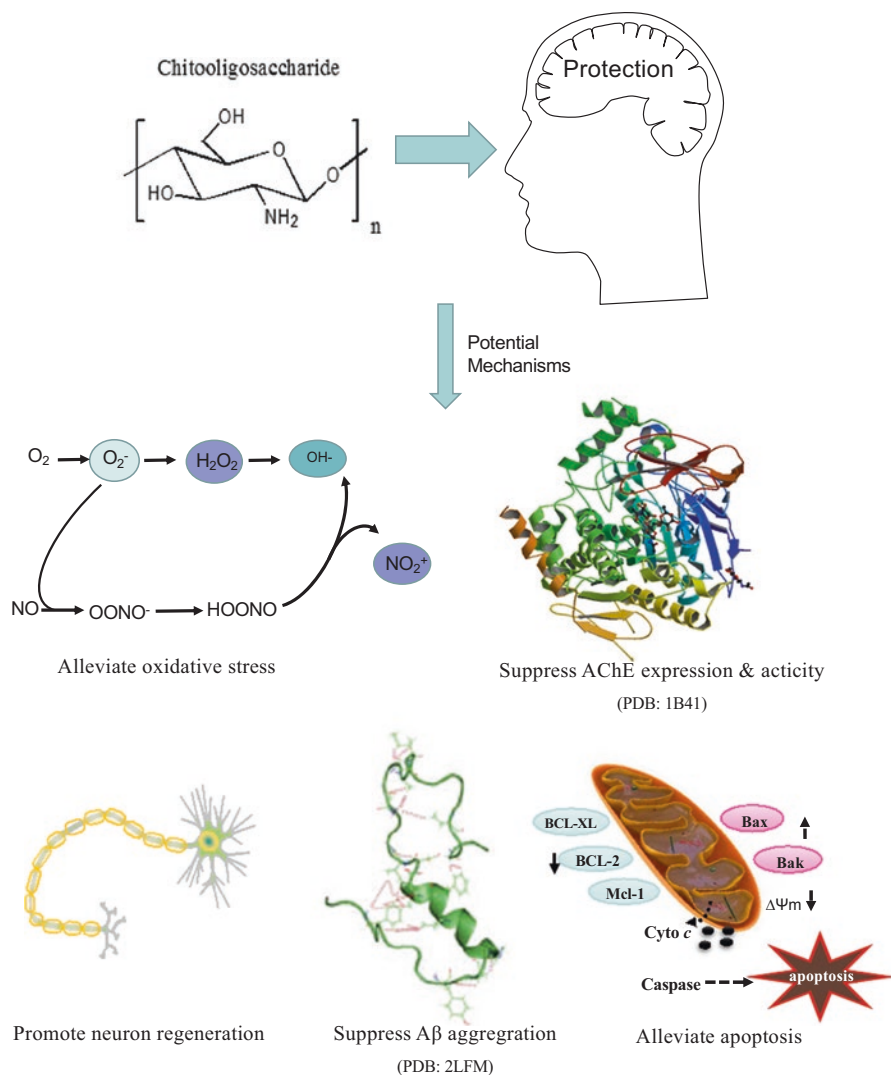 Chitooligosaccharide
OH
O
O
HO
NH₂
n
Protection
Potential
Mechanisms
O₂
O₂⁻
H₂O₂
OH-
NO₂⁺
NO
OONO⁻
HOONO
Alleviate oxidative stress
Suppress AChE expression & acticity
(PDB: 1B41)
BCL-XL
BCL-2
Mcl-1
Bax
Bak
ΔΨm
Cyto c
Caspase
apoptosis
Promote neuron regeneration
Suppress Aβ aggregration
(PDB: 2LFM)
Alleviate apoptosis